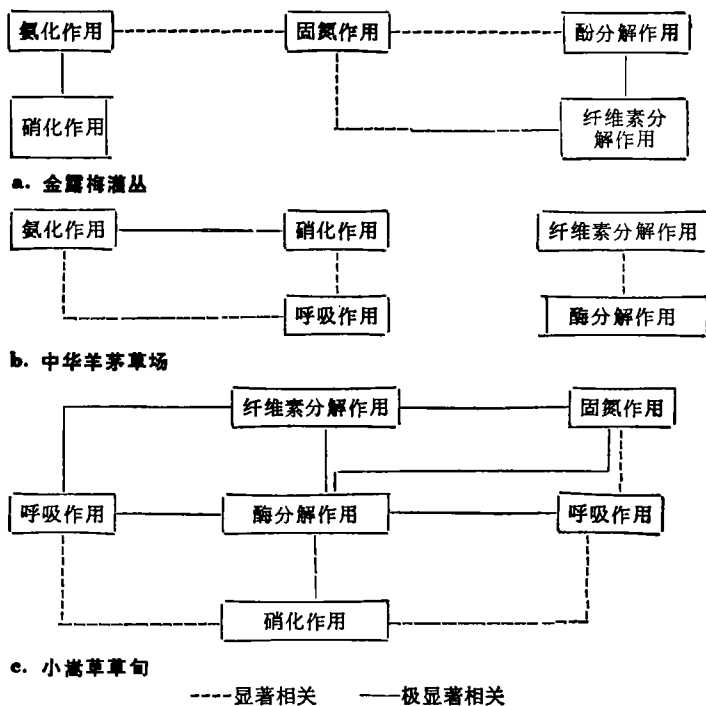 氨化作用 固氮作用 酚分解作用
硝化作用 纤维素分
解作用
a. 金露梅灌丛
氨化作用 硝化作用 纤维素分解作用
呼吸作用 酶分解作用
b. 中华羊茅草场
纤维素分解作用 固氮作用
呼吸作用 酶分解作用 呼吸作用
硝化作用
c. 小嵩草草甸
----显著相关 ——极显著相关